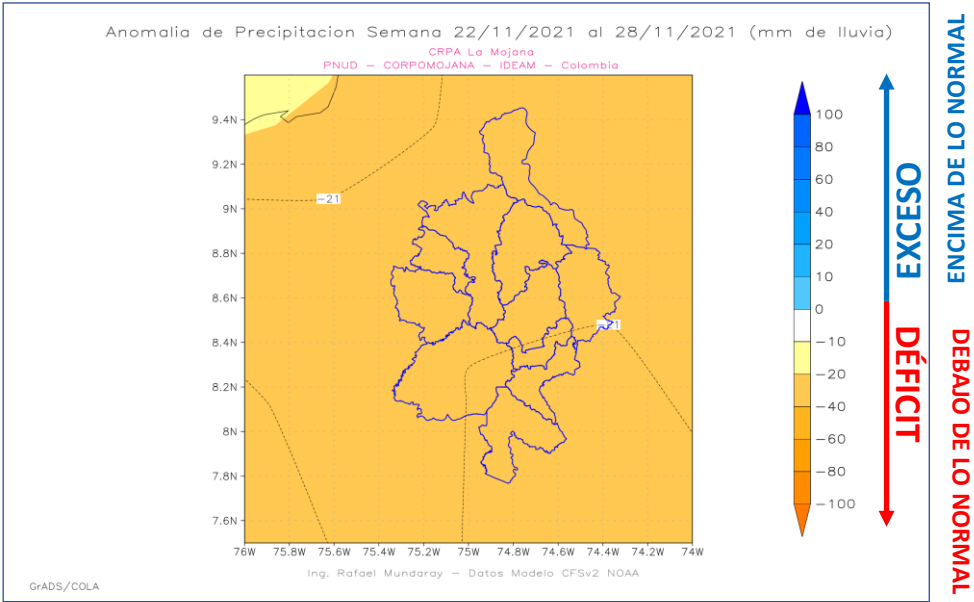 Anomalia de Precipitacion Semana 22/11/2021 al 28/11/2021 (mm de lluvia)
CRPA La Mojana
PNUD – CORPOMOJANA – IDEAM – Colombia
9.4N
9.2N
9N
8.8N
8.6N
8.4N
8.2N
8N
7.8N
7.6N
−21
−21
76W 75.8W 75.6W 75.4W 75.2W 75W 74.8W 74.6W 74.4W 74.2W 74W
Ing. Rafael Mundaray – Datos Modelo CFSv2 NOAA
GrADS/COLA
100
80
60
40
20
10
0
−10
−20
−40
−60
−80
−100
EXCESO
DÉFICIT
ENCIMA DE LO NORMAL
DEBAJO DE LO NORMAL